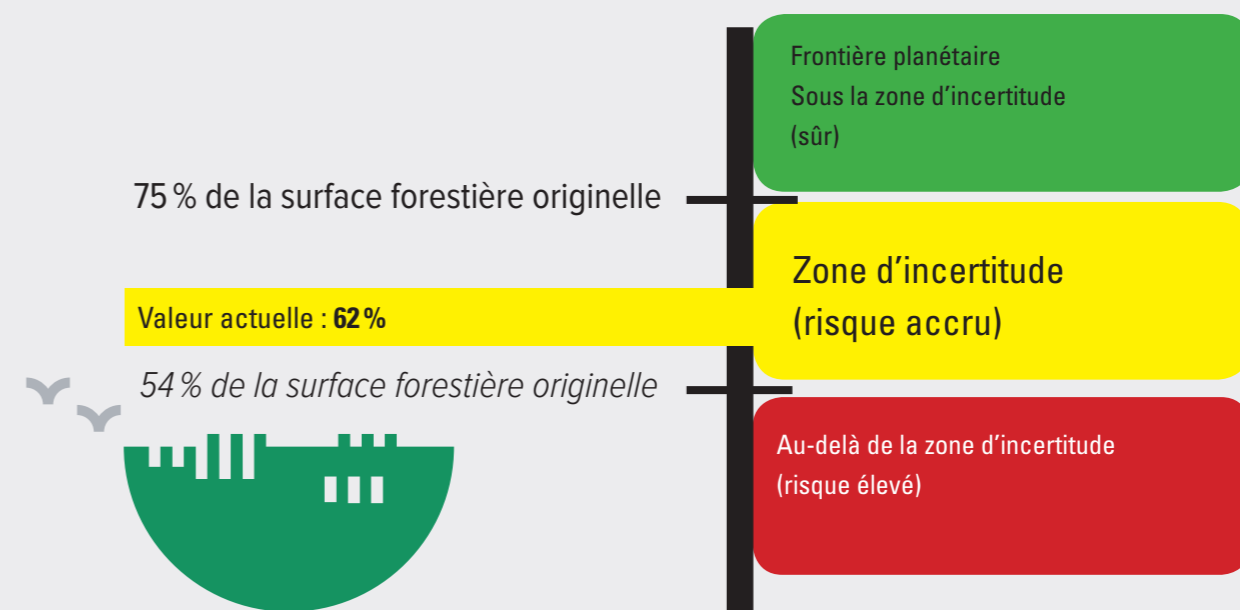 Frontière planétaire
Sous la zone d’incertitude
(sûr)
75 % de la surface forestière originelle
Zone d’incertitude
(risque accru)
Valeur actuelle : 62 %
54 % de la surface forestière originelle
Au-delà de la zone d’incertitude
(risque élevé)